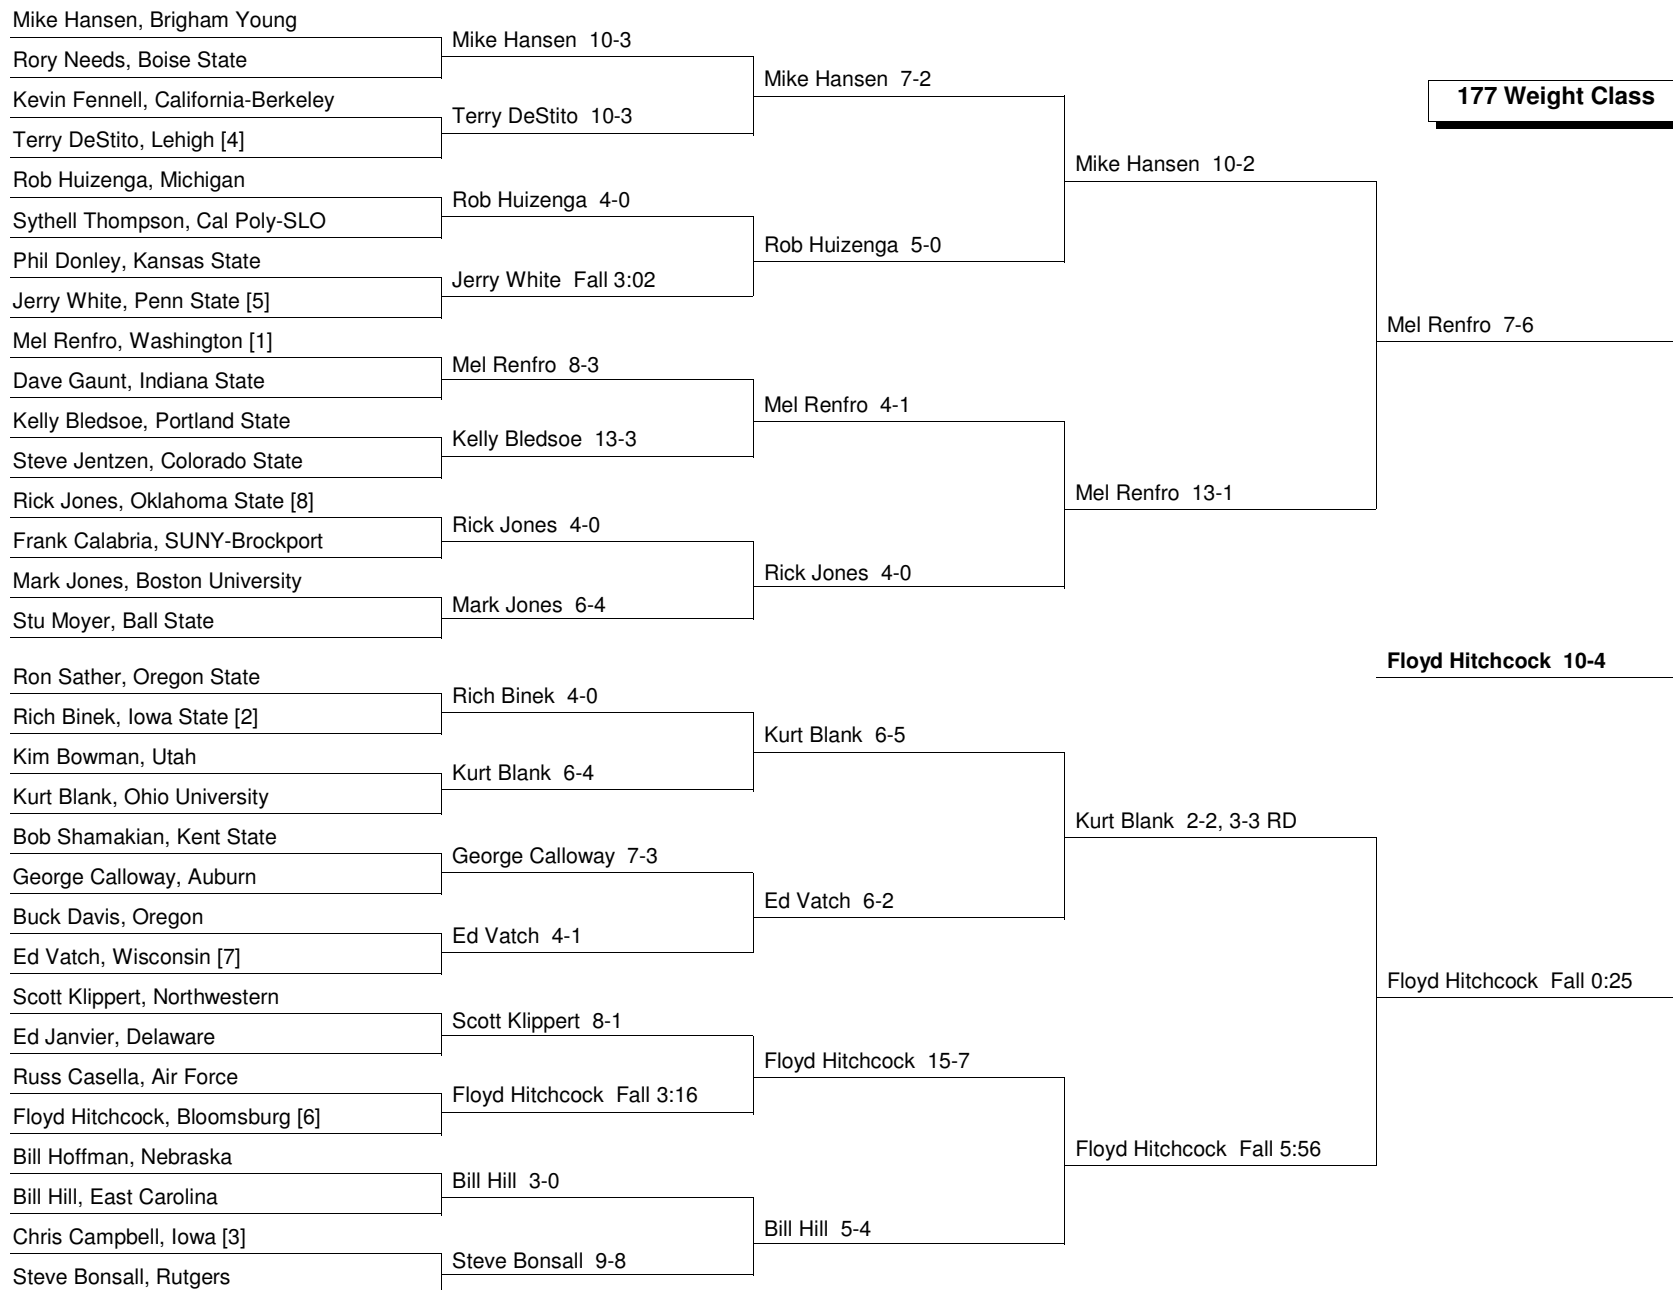 Mike Hansen, Brigham Young
Rory Needs, Boise State
Kevin Fennell, California-Berkeley
Terry DeStito, Lehigh [4]
Rob Huizenga, Michigan
Sythell Thompson, Cal Poly-SLO
Phil Donley, Kansas State
Jerry White, Penn State [5]
Mel Renfro, Washington [1]
Dave Gaunt, Indiana State
Kelly Bledsoe, Portland State
Steve Jentzen, Colorado State
Rick Jones, Oklahoma State [8]
Frank Calabria, SUNY-Brockport
Mark Jones, Boston University
Stu Moyer, Ball State
Ron Sather, Oregon State
Rich Binek, Iowa State [2]
Kim Bowman, Utah
Kurt Blank, Ohio University
Bob Shamakian, Kent State
George Calloway, Auburn
Buck Davis, Oregon
Ed Vatch, Wisconsin [7]
Scott Klippert, Northwestern
Ed Janvier, Delaware
Russ Casella, Air Force
Floyd Hitchcock, Bloomsburg [6]
Bill Hoffman, Nebraska
Bill Hill, East Carolina
Chris Campbell, Iowa [3]
Steve Bonsall, Rutgers
Mike Hansen 10-3
Terry DeStito 10-3
Rob Huizenga 4-0
Jerry White Fall 3:02
Mel Renfro 8-3
Kelly Bledsoe 13-3
Rick Jones 4-0
Mark Jones 6-4
Rich Binek 4-0
Kurt Blank 6-4
George Calloway 7-3
Ed Vatch 4-1
Scott Klippert 8-1
Floyd Hitchcock Fall 3:16
Bill Hill 3-0
Steve Bonsall 9-8
Mike Hansen 7-2
Rob Huizenga 5-0
Mel Renfro 4-1
Rick Jones 4-0
Kurt Blank 6-5
Ed Vatch 6-2
Floyd Hitchcock 15-7
Bill Hill 5-4
Mike Hansen 10-2
Mel Renfro 13-1
Kurt Blank 2-2, 3-3 RD
Floyd Hitchcock Fall 5:56
177 Weight Class
Mel Renfro 7-6
Floyd Hitchcock 10-4
Floyd Hitchcock Fall 0:25